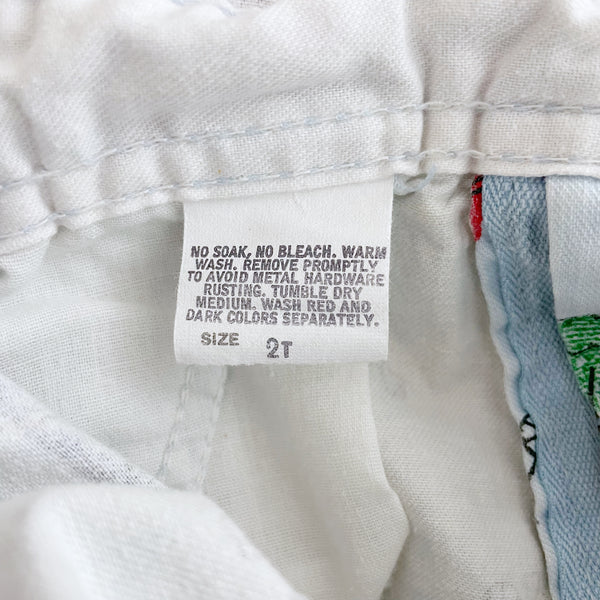 NO SOAK, NO BLEACH. WARM
WASH. REMOVE PROMPTLY
TO AVOID METAL HARDWARE
RUSTING. TUMBLE DRY
MEDIUM. WASH RED AND
DARK COLORS SEPARATELY.
SIZE 2T